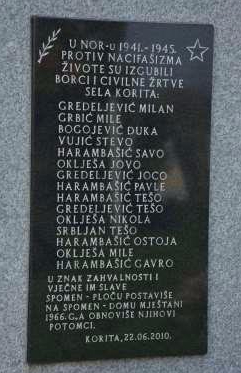 U NOR-u 1941.-1945.
PROTIV NACIFAŠIZMA
ŽIVOTE SU IZGUBILI
BORCI I CIVILNE ŽRTVE
SELA KORITA:
GREDELJEVIĆ MILAN
GRBIĆ MILE
BOGOJEVIĆ ĐUKA
VUJIĆ STEVO
HARAMBAŠIĆ SAVO
OKLJEŠA JOVO
GREDELJEVIĆ JOCO
HARAMBAŠIĆ PAVLE
HARAMBAŠIĆ TEŠO
GREDELJEVIĆ TEŠO
OKLJEŠA NIKOLA
SRBLJAN TEŠO
HARAMBAŠIĆ OSTOJA
OKLJEŠA MILE
HARAMBAŠIĆ GAVRO
U ZNAK ZAHVALNOSTI I
VJEČNE IM SLAVE
SPOMEN - PLOČU POSTAVIŠE
NA SPOMEN - DOMU MJEŠTANI
1966.G.,A OBNOVIŠE NJIHOVI
POTOMCI.
KORITA, 22.06.2010.